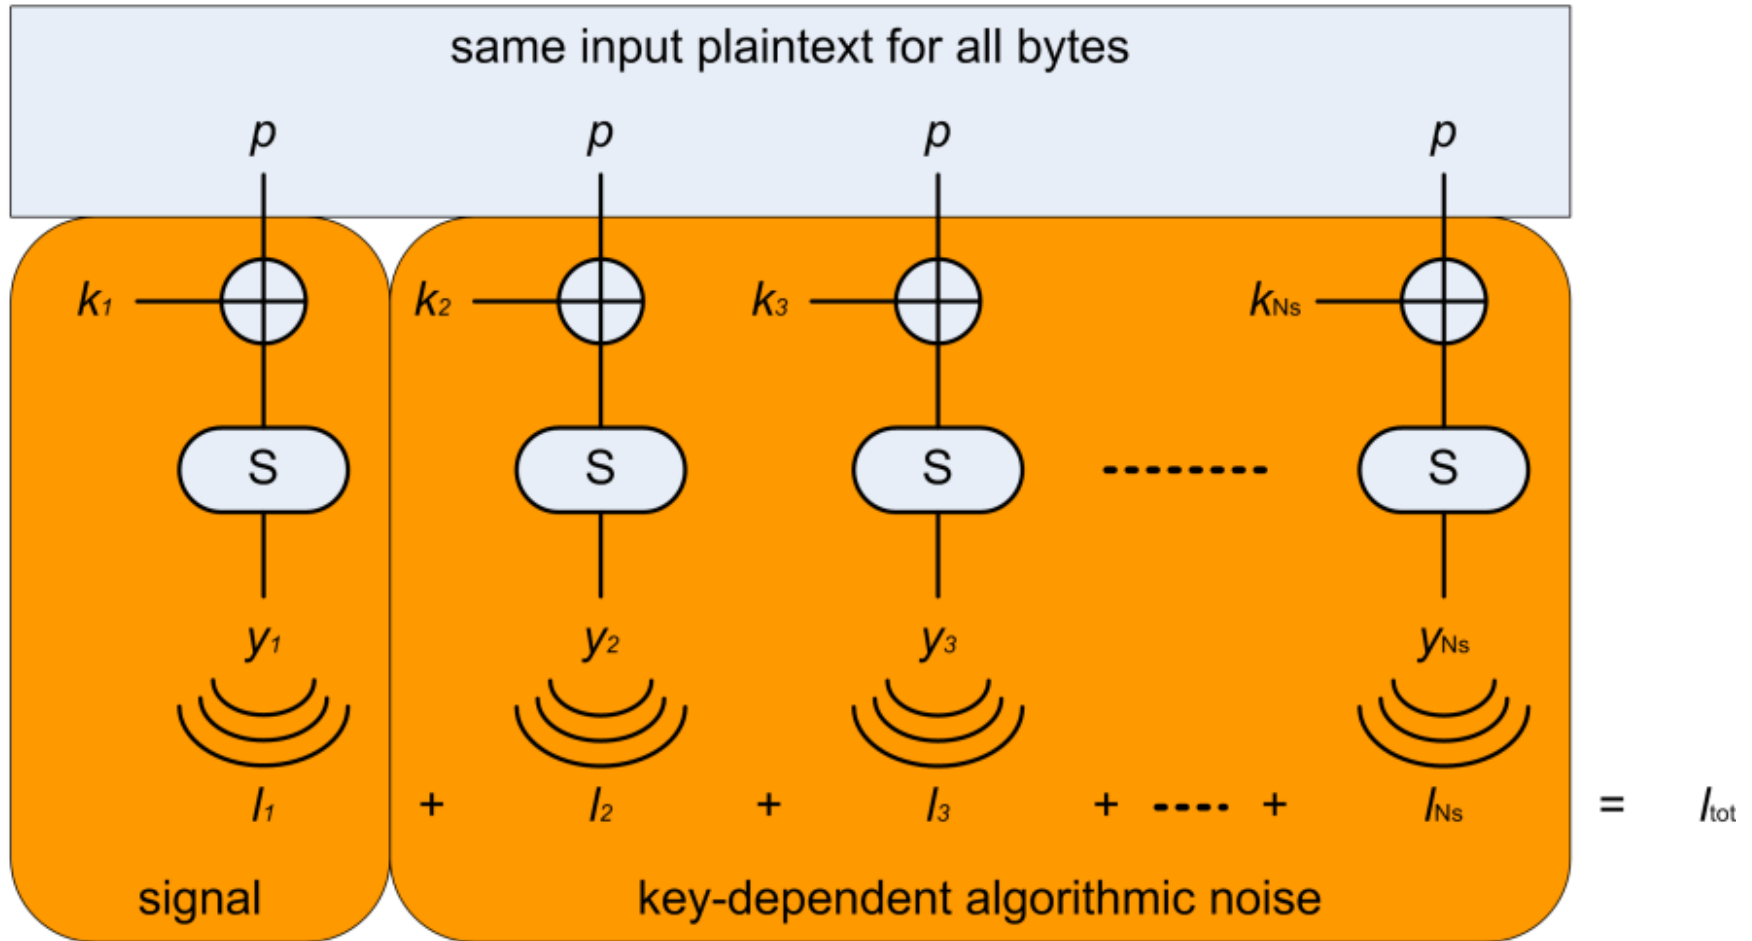 same input plaintext for all bytes
p p p p
k1 k2 k3 kNs
S S S S
y1 y2 y3 yNs
l1 + l2 + l3 + + lNs = ltot
signal key-dependent algorithmic noise